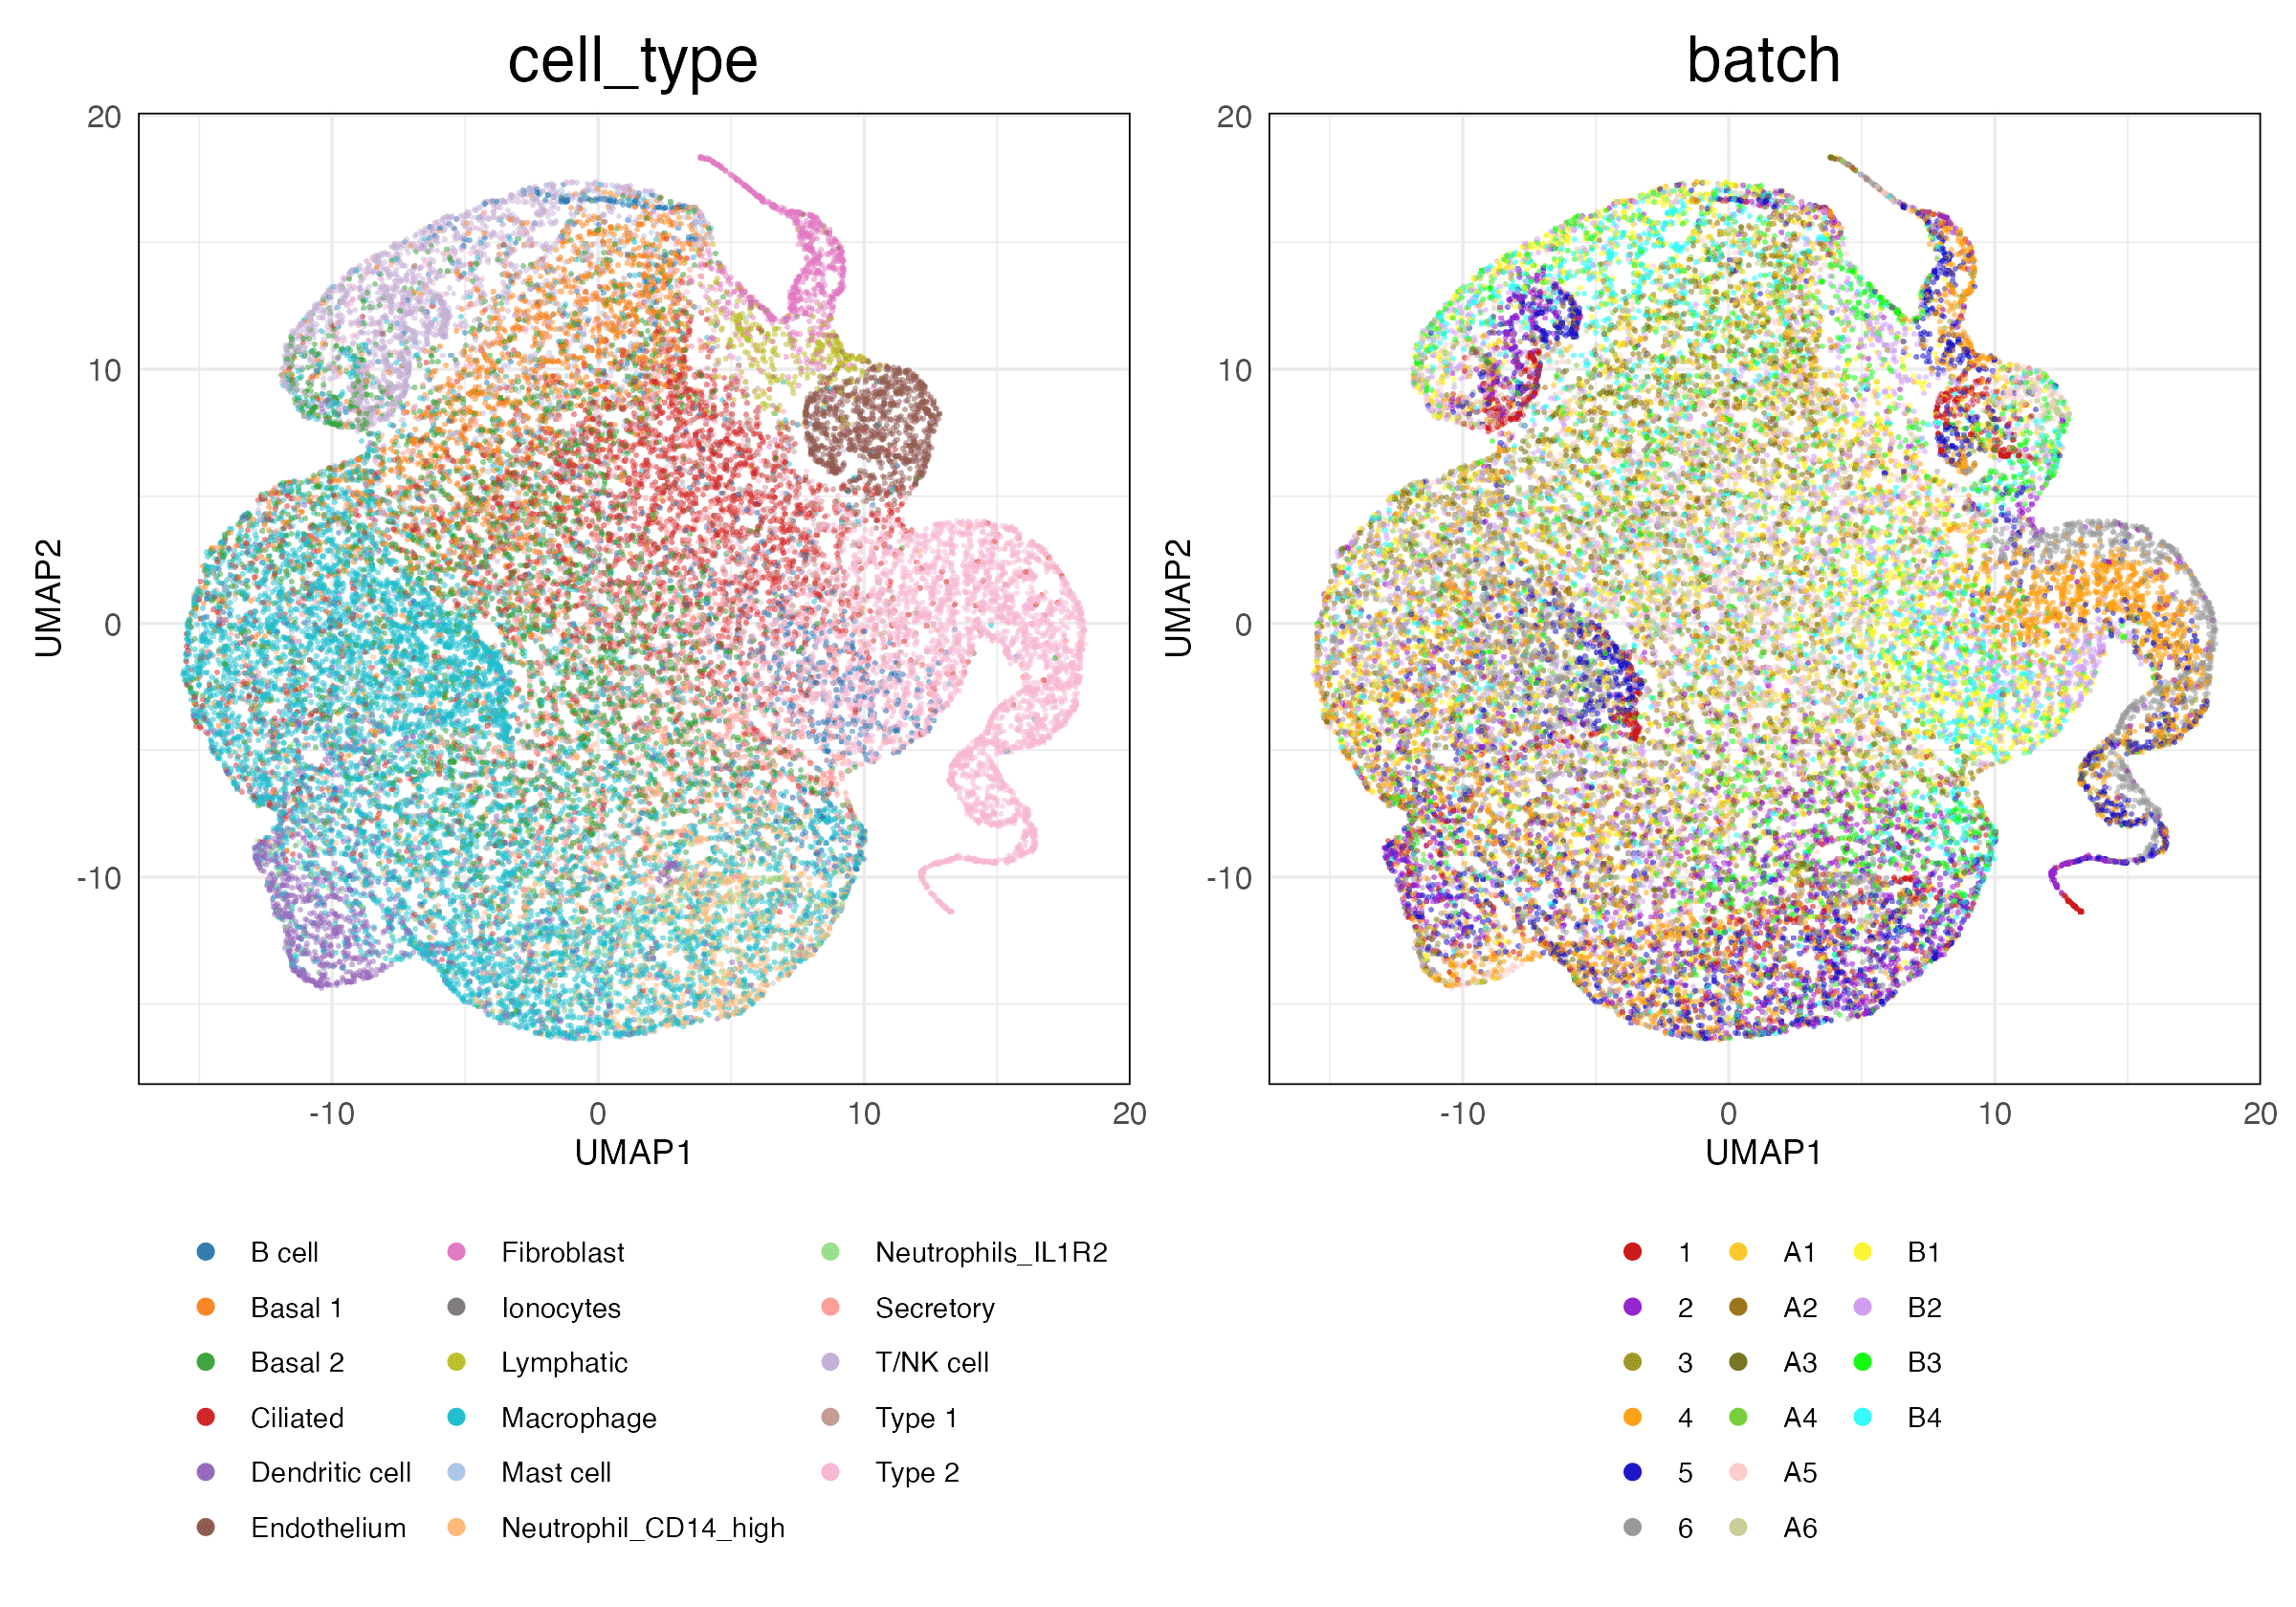 cell_type
batch
20
10
0
-10
UMAP2
-10
0
10
20
UMAP1
20
10
0
-10
UMAP2
-10
0
10
20
UMAP1
B cell
Basal 1
Basal 2
Ciliated
Dendritic cell
Endothelium
Fibroblast
Ionocytes
Lymphatic
Macrophage
Mast cell
Neutrophil_CD14_high
Neutrophils_IL1R2
Secretory
T/NK cell
Type 1
Type 2
1
2
3
4
5
6
A1
A2
A3
A4
A5
A6
B1
B2
B3
B4